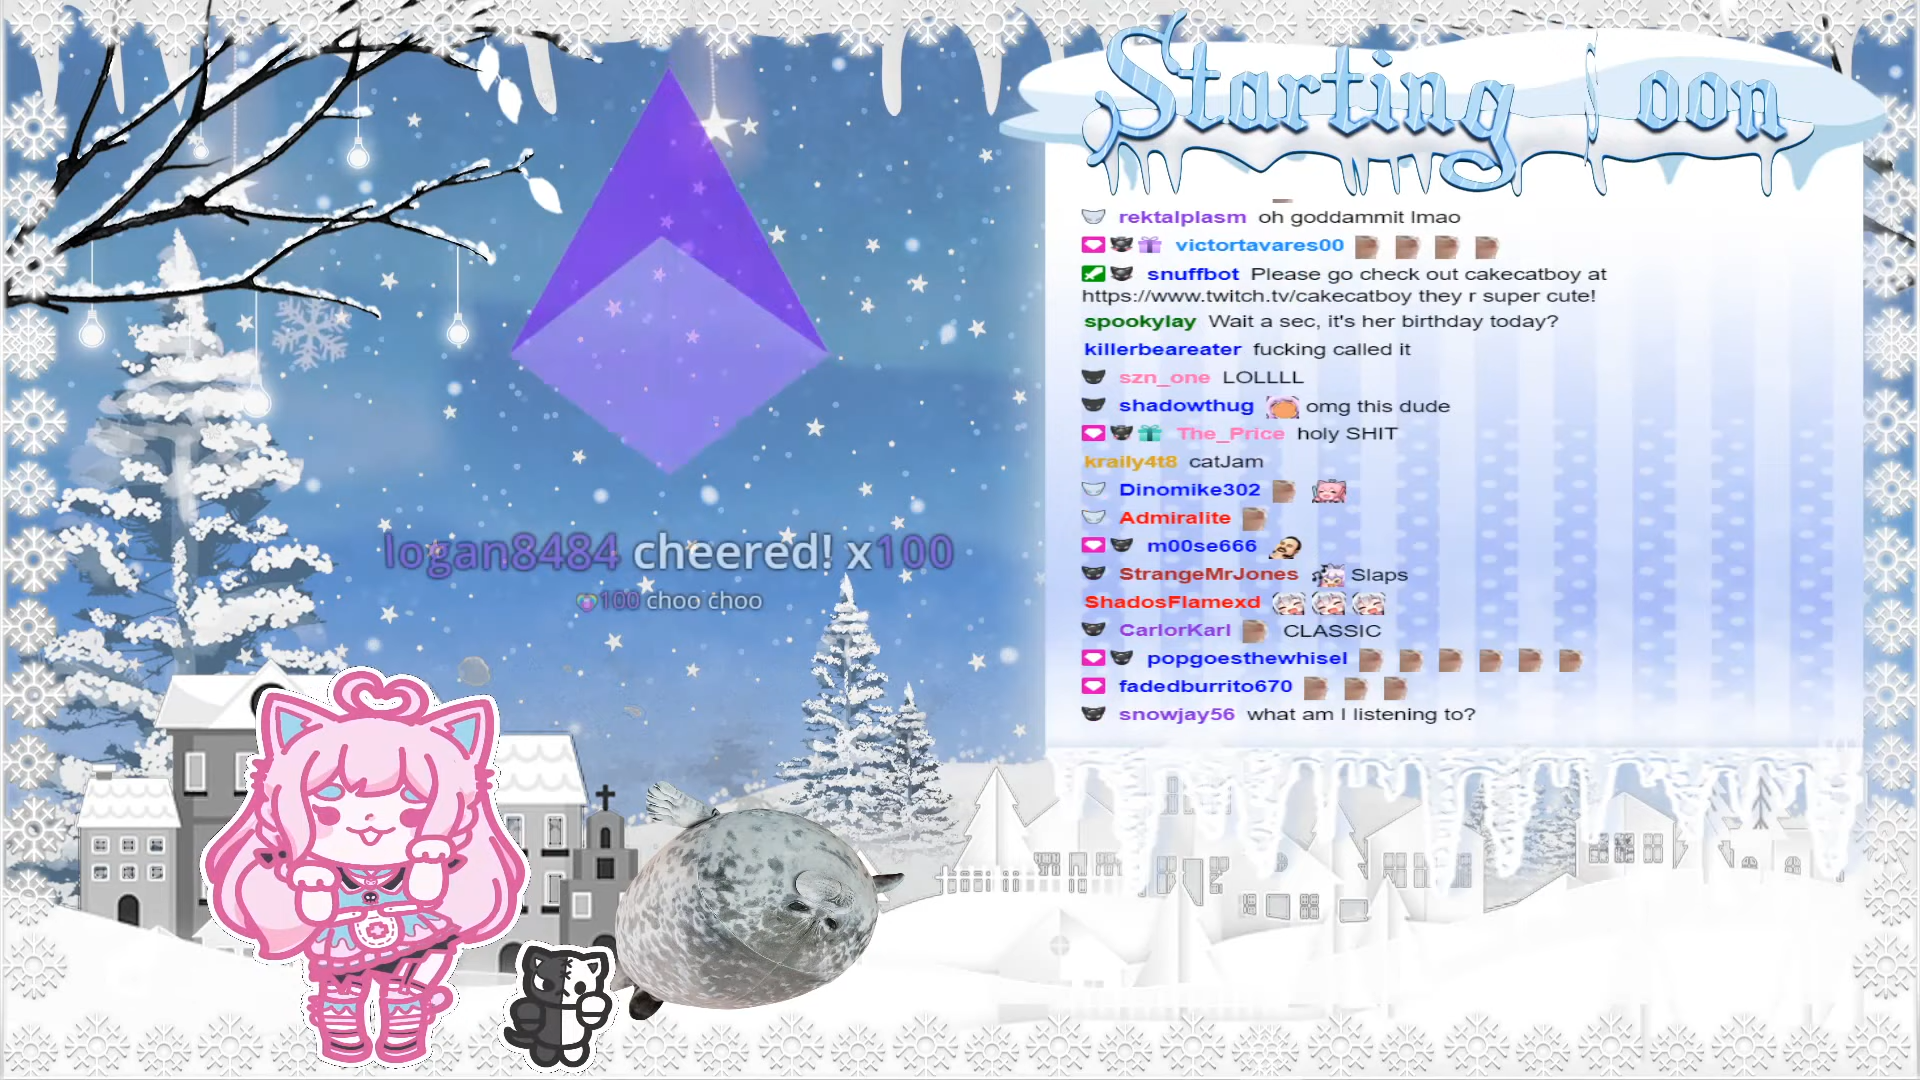 Starting Soon
rektalplasm oh goddammit lmao
victortavares00
snuffbot Please go check out cakecatboy at
https://www.twitch.tv/cakecatboy they r super cute!
spookylay Wait a sec, it's her birthday today?
killerbeareater fucking called it
szn_one LOLLLL
shadowthug omg this dude
The_Price holy SHIT
kraily4t8 catJam
Dinomike302
Admiralite
m00se666
StrangeMrJones Slaps
ShadosFlamexd
CarlorKarl CLASSIC
popgoesthewhisel
fadedburrito670
snowjay56 what am I listening to?
logan8484 cheered! x100
100 choo choo